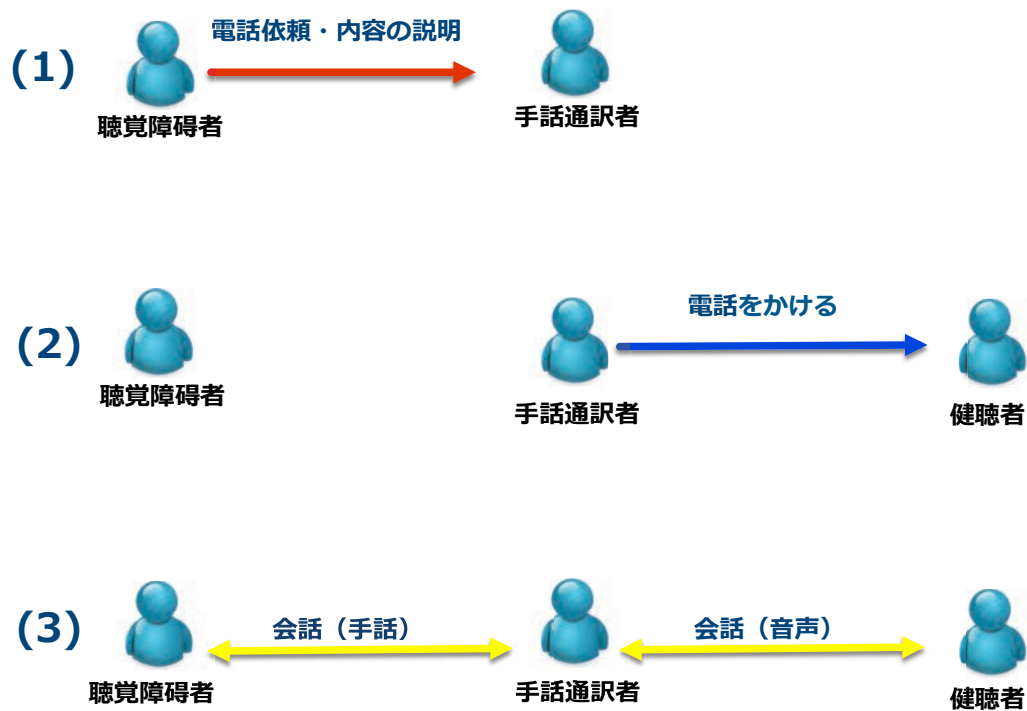 (1)
電話依頼・内容の説明
聴覚障碍者
手話通訳者
(2)
電話をかける
聴覚障碍者
手話通訳者
健聴者
(3)
会話（手話）
会話（音声）
聴覚障碍者
手話通訳者
健聴者